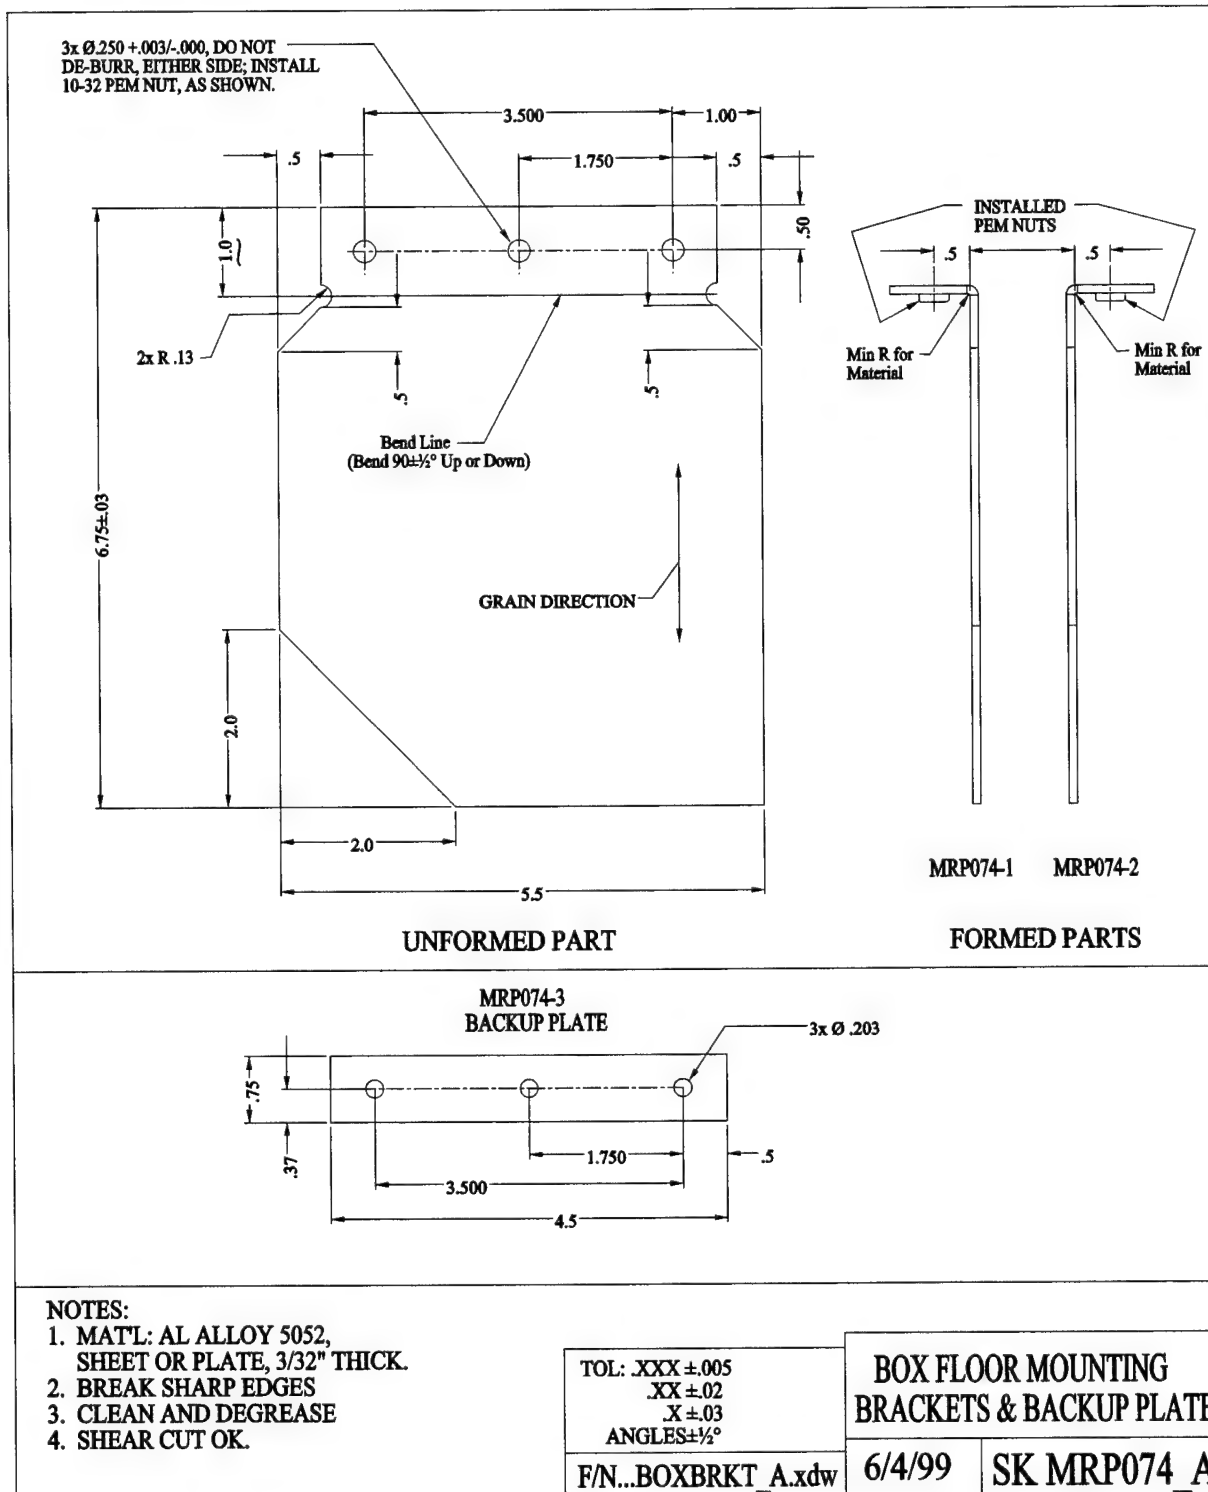 3x Ø.250 +.003/-.000, DO NOT
DE-BURR, EITHER SIDE; INSTALL
10-32 PEM NUT, AS SHOWN.
3.500
1.00
.5
1.750
.5
1.0
.50
INSTALLED
PEM NUTS
.5
.5
2x R .13
Min R for
Material
Min R for
Material
.5
.5
Bend Line
(Bend 90±½° Up or Down)
6.75±.03
GRAIN DIRECTION
2.0
2.0
5.5
MRP074-1
MRP074-2
UNFORMED PART
FORMED PARTS
MRP074-3
BACKUP PLATE
3x Ø .203
.75
.37
1.750
.5
3.500
4.5
NOTES:
1. MAT'L: AL ALLOY 5052,
SHEET OR PLATE, 3/32" THICK.
2. BREAK SHARP EDGES
3. CLEAN AND DEGREASE
4. SHEAR CUT OK.
TOL: .XXX ±.005
.XX ±.02
.X ±.03
ANGLES±½°
F/N...BOXBRKT_A.xdw
BOX FLOOR MOUNTING
BRACKETS & BACKUP PLATE
6/4/99
SK MRP074_A